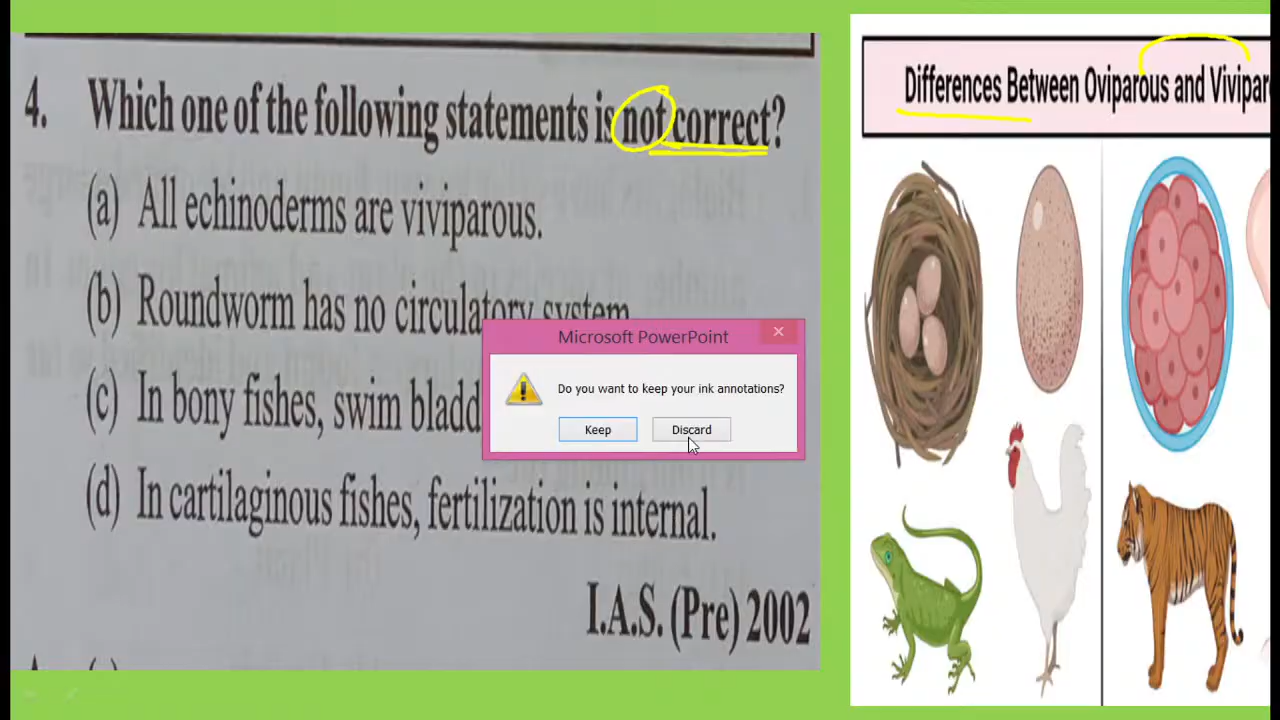 4. Which one of the following statements is not correct?
(a) All echinoderms are viviparous.
(b) Roundworm has no circulatory system
(c) In bony fishes, swim bladd
(d) In cartilaginous fishes, fertilization is internal.
I.A.S. (Pre) 2002
Differences Between Oviparous and Vivipar
Microsoft PowerPoint
Do you want to keep your ink annotations?
Keep
Discard